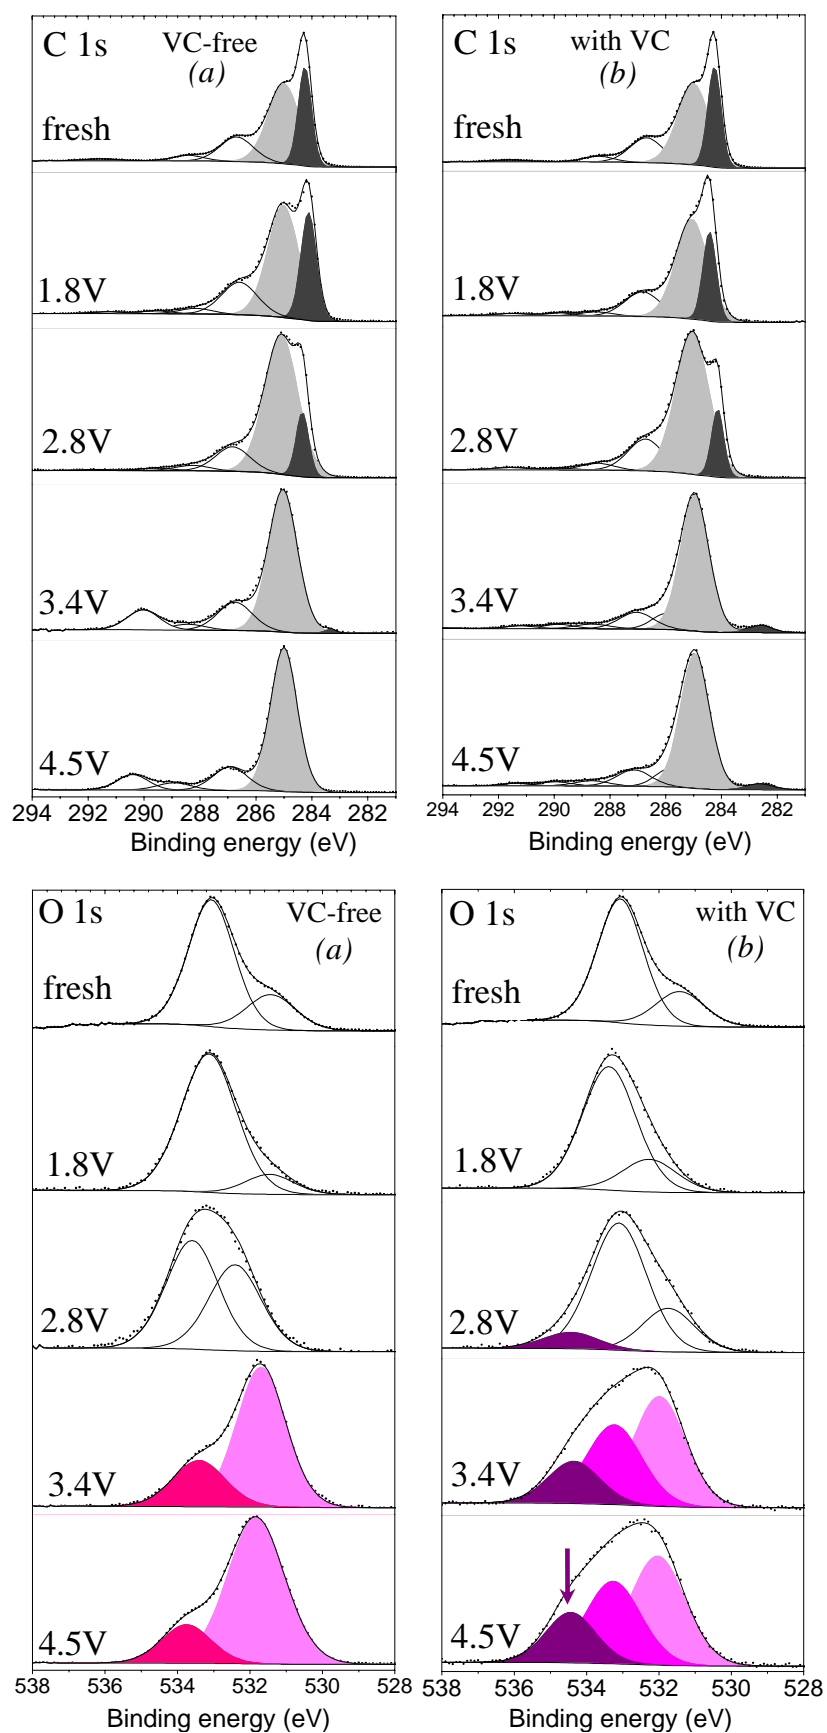 C 1s VC-free
(a)
fresh
1.8V
2.8V
3.4V
4.5V
294 292 290 288 286 284 282
Binding energy (eV)
C 1s with VC
(b)
fresh
1.8V
2.8V
3.4V
4.5V
294 292 290 288 286 284 282
Binding energy (eV)
O 1s VC-free
(a)
fresh
1.8V
2.8V
3.4V
4.5V
538 536 534 532 530 528
Binding energy (eV)
O 1s with VC
(b)
fresh
1.8V
2.8V
3.4V
4.5V
538 536 534 532 530 528
Binding energy (eV)